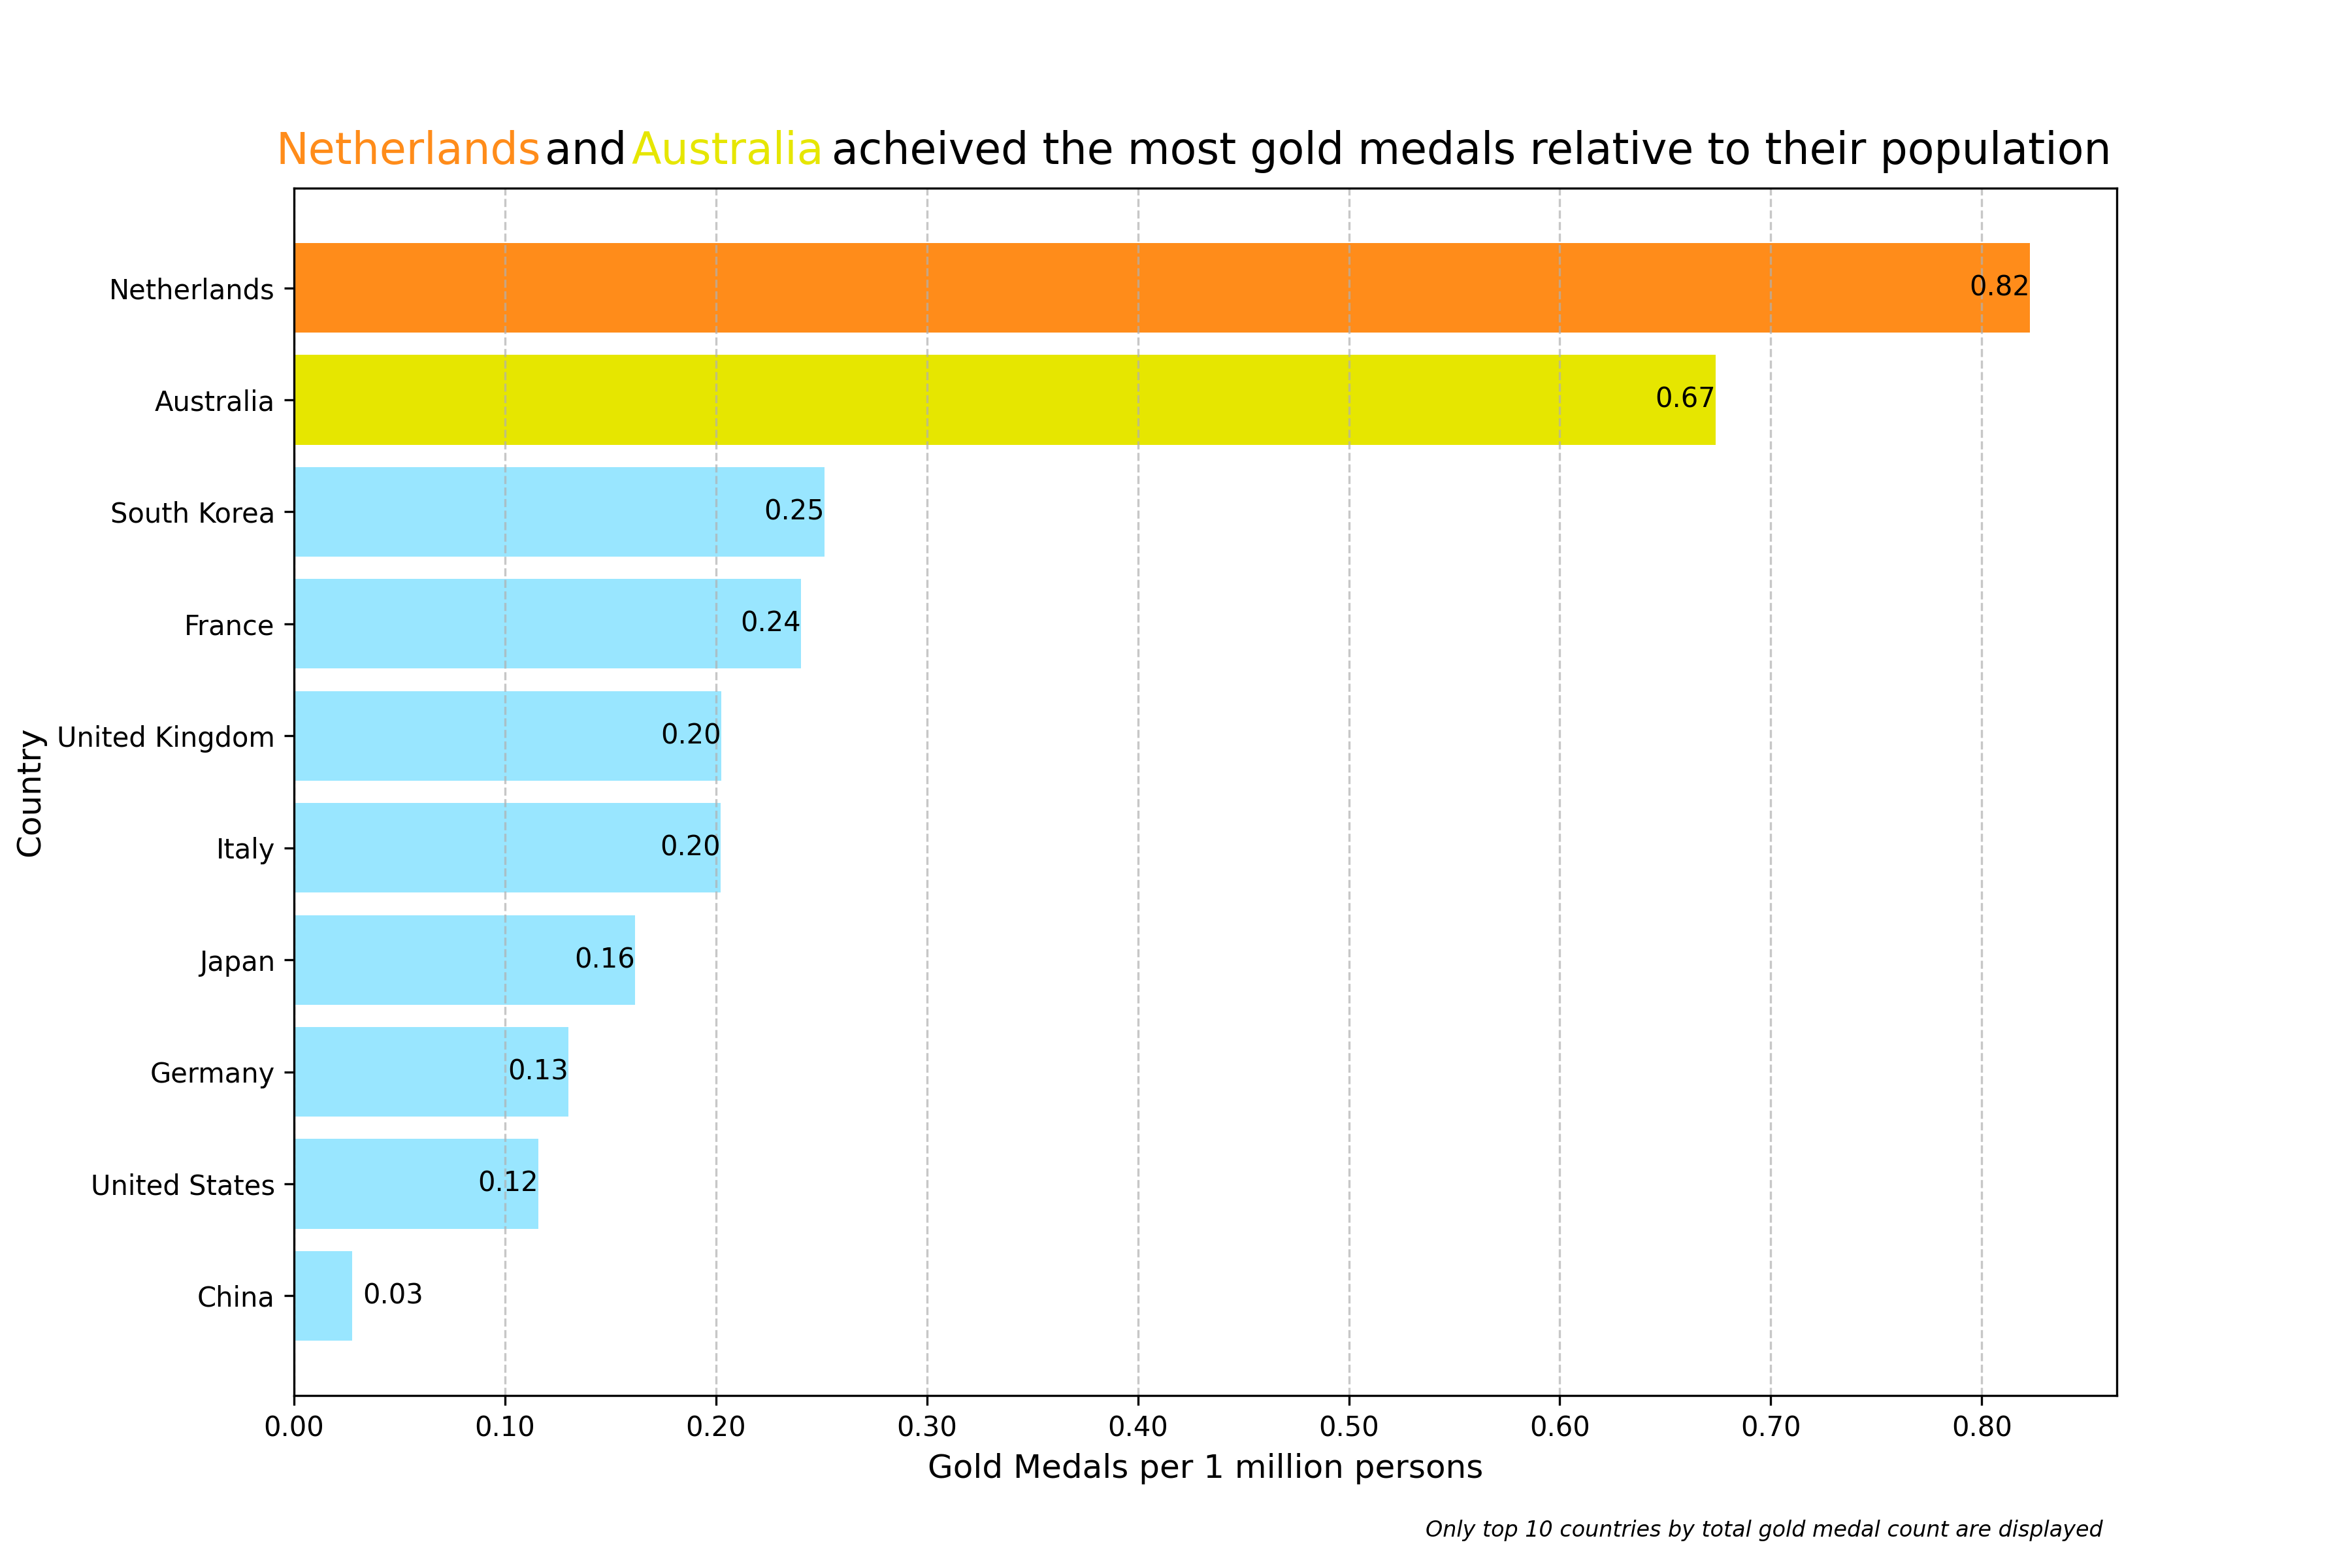 Netherlands and Australia acheived the most gold medals relative to their population
Netherlands
0.82
Australia
0.67
South Korea
0.25
France
0.24
United Kingdom
0.20
Italy
0.20
Japan
0.16
Germany
0.13
United States
0.12
China
0.03
Country
0.00 0.10 0.20 0.30 0.40 0.50 0.60 0.70 0.80
Gold Medals per 1 million persons
Only top 10 countries by total gold medal count are displayed